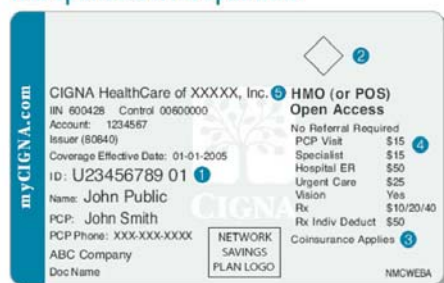 myCIGNA.com
2
CIGNA HealthCare of XXXXX, Inc. 5
IIN 600428 Control 00600000
Account: 1234567
Issuer (80840)
Coverage Effective Date: 01-01-2005
ID: U23456789 01 1
Name: John Public
PCP: John Smith
PCP Phone: XXX-XXX-XXXX
ABC Company
Doc Name
NETWORK
SAVINGS
PLAN LOGO
CIGNA
HMO (or POS)
Open Access
No Referral Required
PCP Visit $15 4
Specialist $15
Hospital ER $50
Urgent Care $25
Vision Yes
Rx $10/20/40
Rx Indiv Deduct $50
Coinsurance Applies 3
NMCWEBA